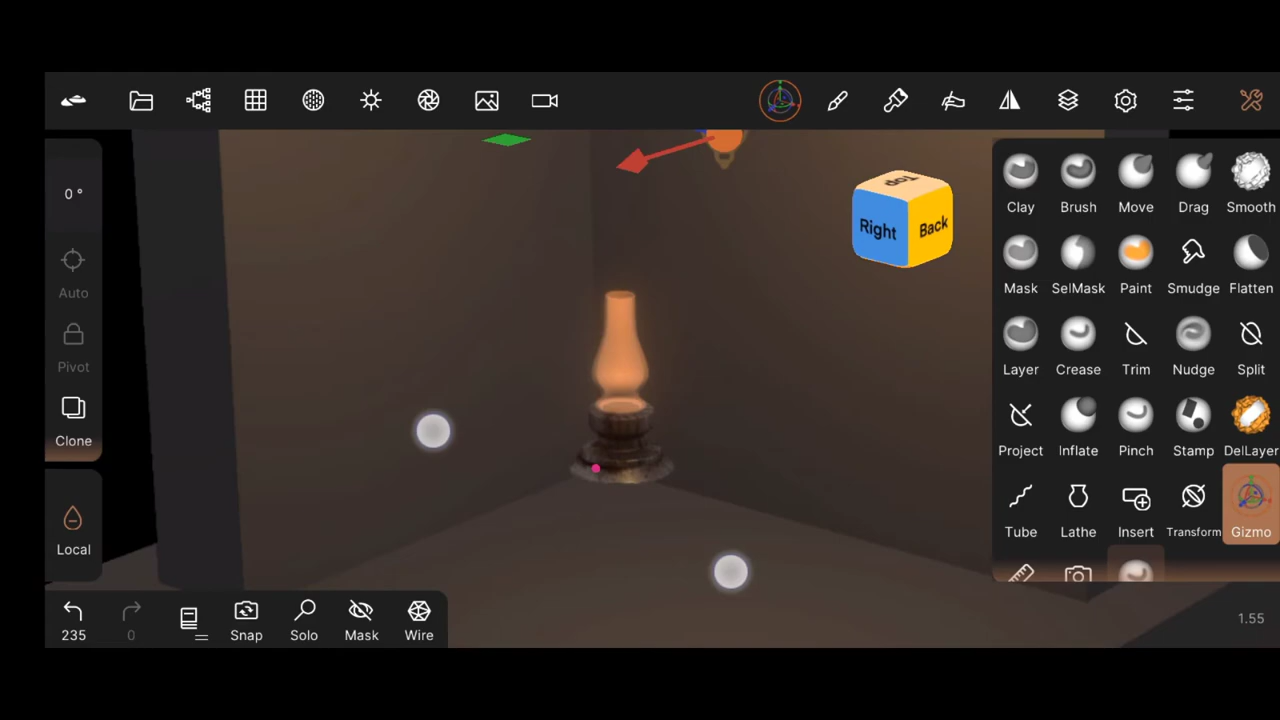 0 °
Auto
Pivot
Clone
Local
Top
Right
Back
Clay Brush Move Drag Smooth
Mask SelMask Paint Smudge Flatten
Layer Crease Trim Nudge Split
Project Inflate Pinch Stamp DelLayer
Tube Lathe Insert Transform Gizmo
235 0 Snap Solo Mask Wire
1.55